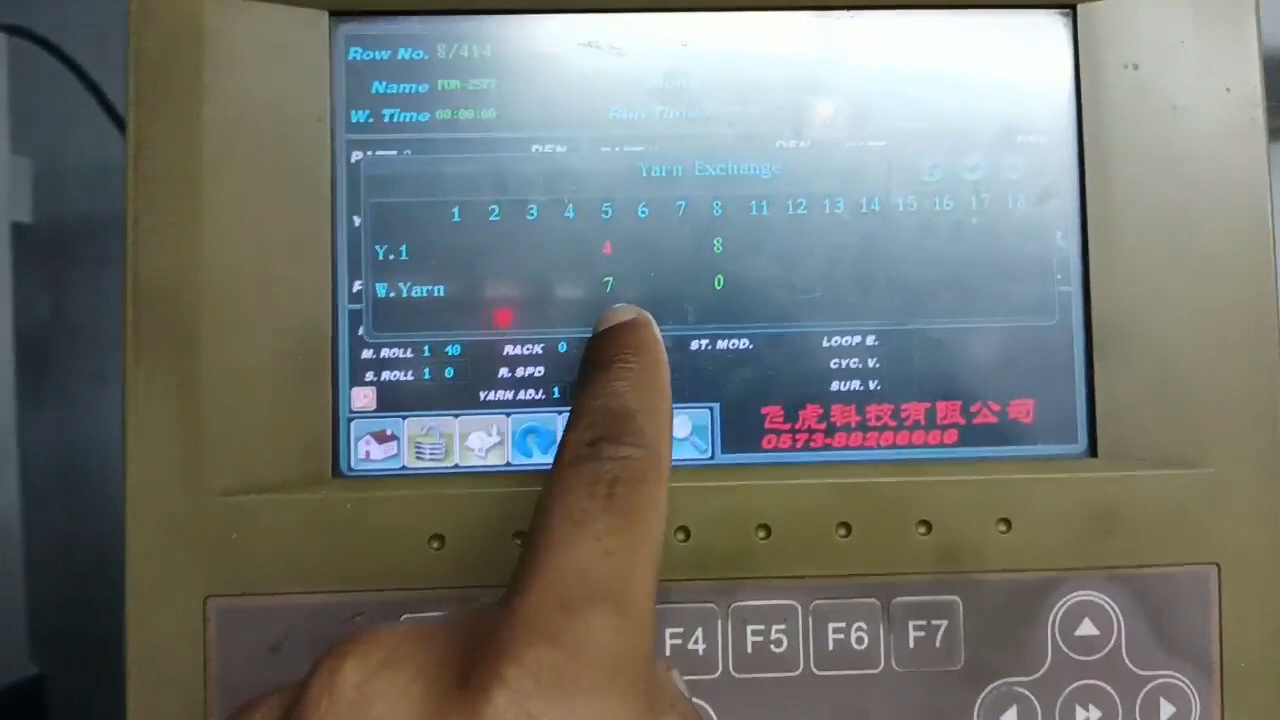 Row No. 8/414
Name
W. Time 00:00:00
Run Time
Yarn Exchange
1 2 3 4 5 6 7 8 11 12 13 14 15 16 17 18
Y.1 4 8
W.Yarn 7 0
M. ROLL 1 40 RACK 0 ST. MOD. LOOP E.
S. ROLL 1 0 R. SPD CYC. V.
YARN ADJ. 1 SUR. V.
飞虎科技有限公司
0573-88266666
F4 F5 F6 F7